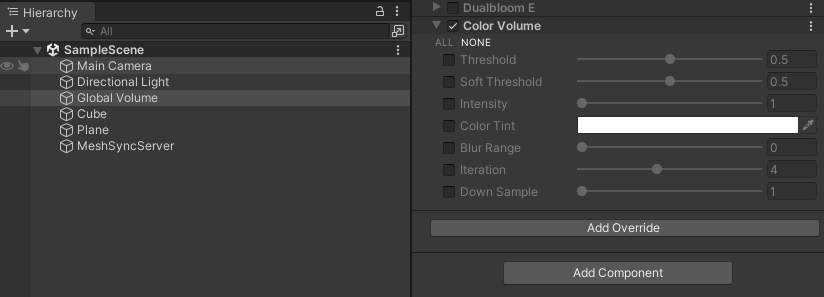 Hierarchy
All
SampleScene
Main Camera
Directional Light
Global Volume
Cube
Plane
MeshSyncServer
Dualbloom E
Color Volume
ALL NONE
Threshold 0.5
Soft Threshold 0.5
Intensity 1
Color Tint
Blur Range 0
Iteration 4
Down Sample 1
Add Override
Add Component